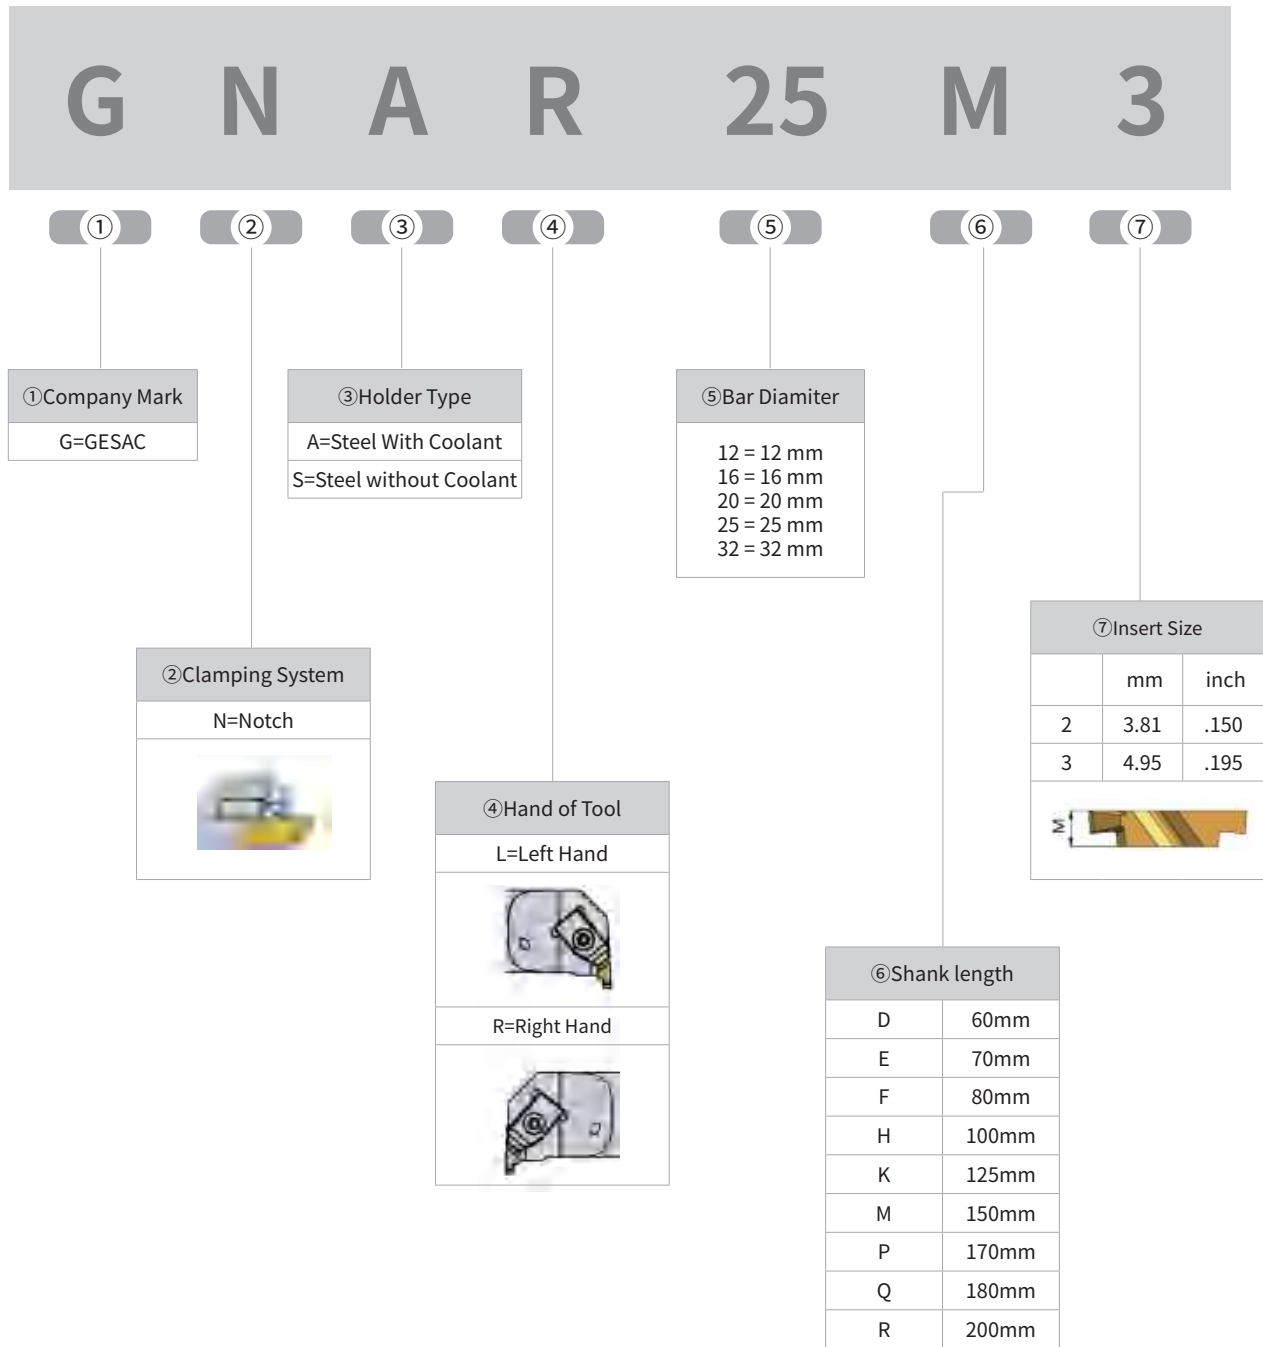 G N A R 25 M 3
① ② ③ ④ ⑤ ⑥ ⑦
①Company Mark
G=GESAC
③Holder Type
A=Steel With Coolant
S=Steel without Coolant
⑤Bar Diamiter
12 = 12 mm
16 = 16 mm
20 = 20 mm
25 = 25 mm
32 = 32 mm
②Clamping System
N=Notch
④Hand of Tool
L=Left Hand
R=Right Hand
⑦Insert Size
mm inch
2 3.81 .150
3 4.95 .195
M
⑥Shank length
D 60mm
E 70mm
F 80mm
H 100mm
K 125mm
M 150mm
P 170mm
Q 180mm
R 200mm